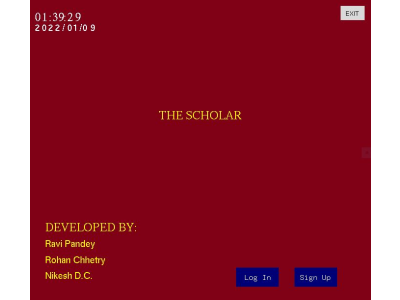 01:39:29
2022/01/09
EXIT
THE SCHOLAR
DEVELOPED BY:
Ravi Pandey
Rohan Chhetry
Nikesh D.C.
Log In
Sign Up